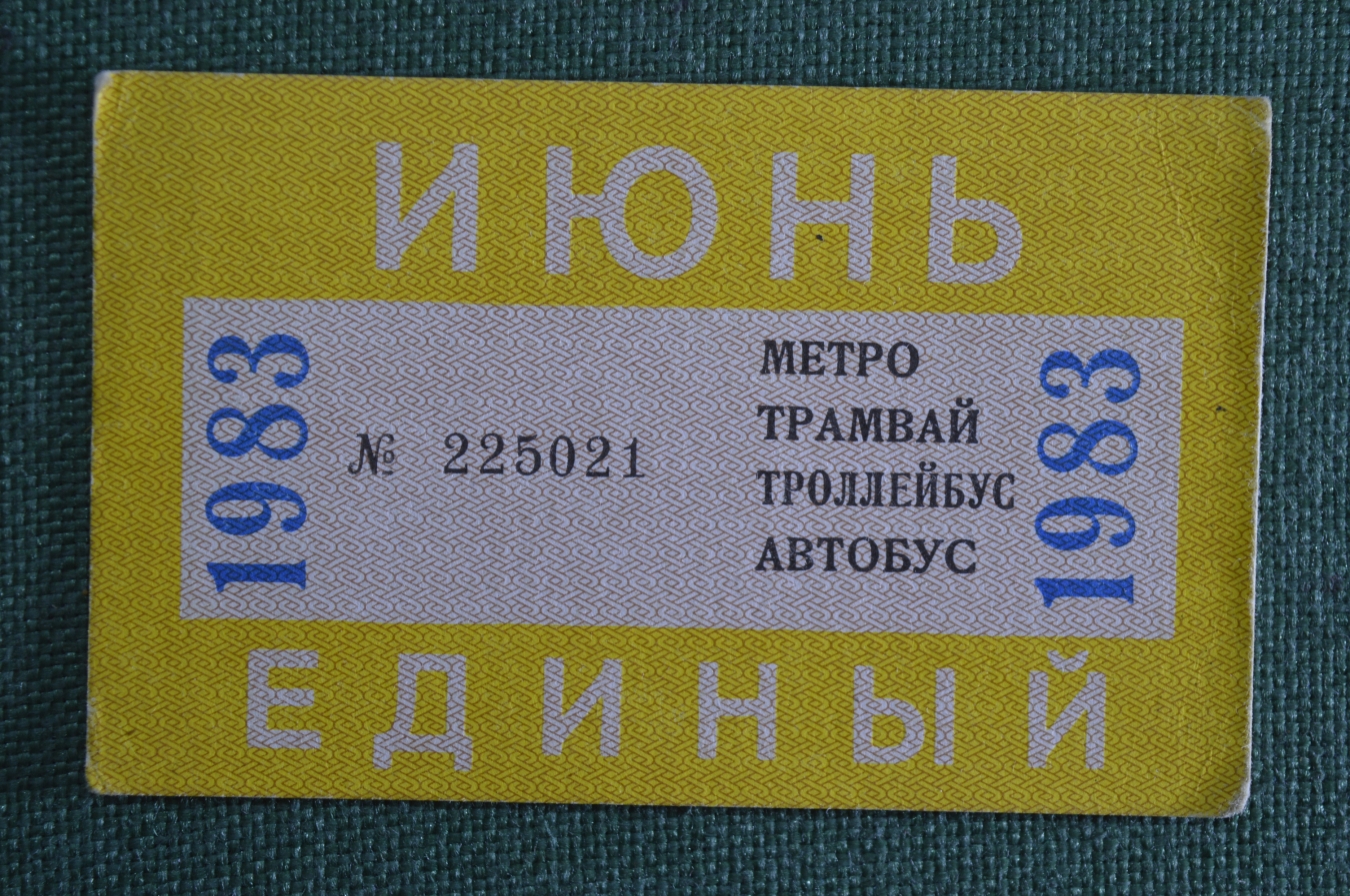 ИЮНЬ
1983
№ 225021
МЕТРО
ТРАМВАЙ
ТРОЛЛЕЙБУС
АВТОБУС
1983
ЕДИНЫЙ